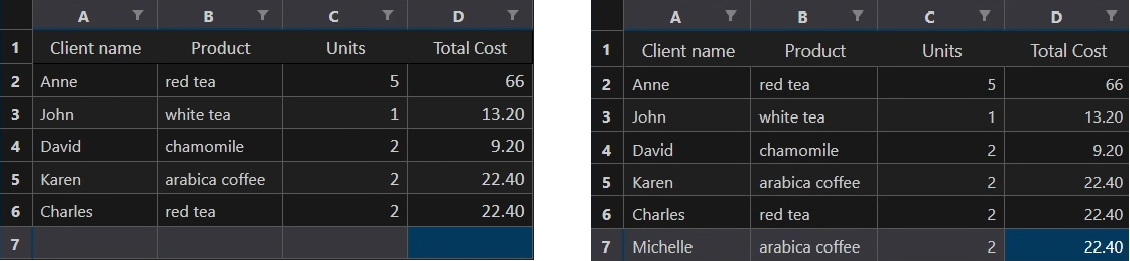 A B C D
1 Client name Product Units Total Cost
2 Anne red tea 5 66
3 John white tea 1 13.20
4 David chamomile 2 9.20
5 Karen arabica coffee 2 22.40
6 Charles red tea 2 22.40
7
A B C D
1 Client name Product Units Total Cost
2 Anne red tea 5 66
3 John white tea 1 13.20
4 David chamomile 2 9.20
5 Karen arabica coffee 2 22.40
6 Charles red tea 2 22.40
7 Michelle arabica coffee 2 22.40